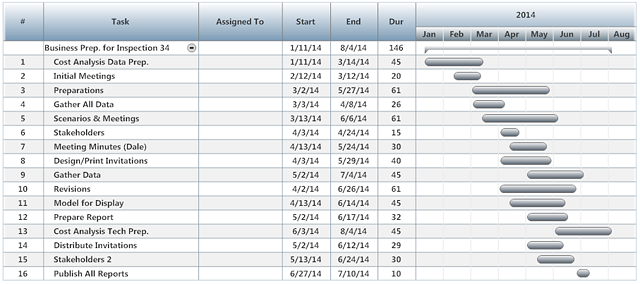 # Task Assigned To Start End Dur 2014
Jan Feb Mar Apr May Jun Jul Aug
Business Prep. for Inspection 34 1/11/14 8/4/14 146
1 Cost Analysis Data Prep. 1/11/14 3/14/14 45
2 Initial Meetings 2/12/14 3/12/14 20
3 Preparations 3/2/14 5/27/14 61
4 Gather All Data 3/3/14 4/8/14 26
5 Scenarios & Meetings 3/13/14 6/6/14 61
6 Stakeholders 4/3/14 4/24/14 15
7 Meeting Minutes (Dale) 4/13/14 5/24/14 30
8 Design/Print Invitations 4/3/14 5/29/14 40
9 Gather Data 5/2/14 7/4/14 45
10 Revisions 4/2/14 6/26/14 61
11 Model for Display 4/13/14 6/14/14 45
12 Prepare Report 5/2/14 6/17/14 32
13 Cost Analysis Tech Prep. 6/3/14 8/4/14 45
14 Distribute Invitations 5/2/14 6/12/14 29
15 Stakeholders 2 5/13/14 6/24/14 30
16 Publish All Reports 6/27/14 7/10/14 10